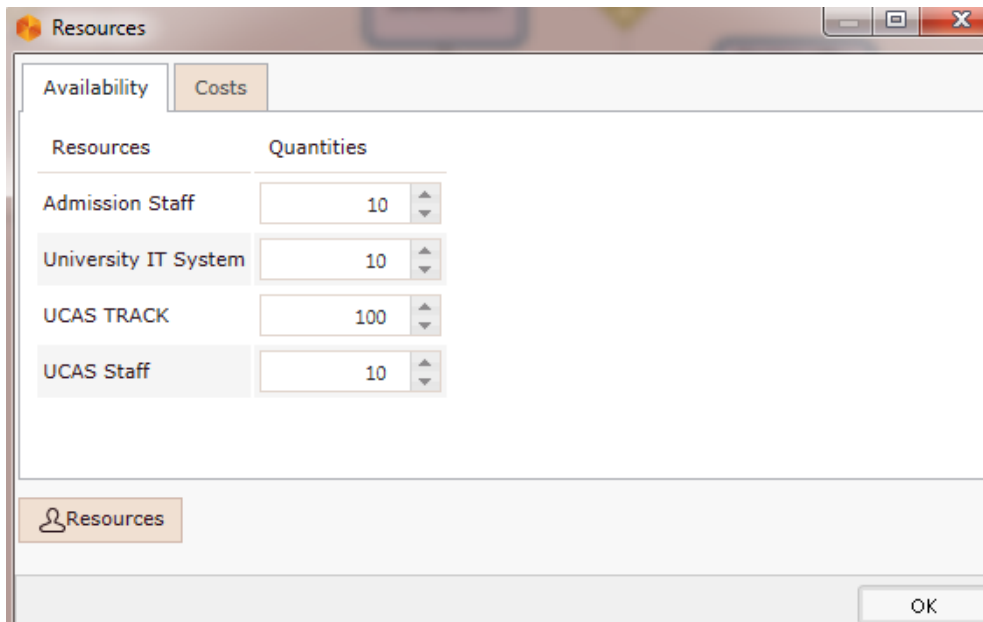 Resources
Availability Costs
Resources Quantities
Admission Staff 10
University IT System 10
UCAS TRACK 100
UCAS Staff 10
Resources
OK